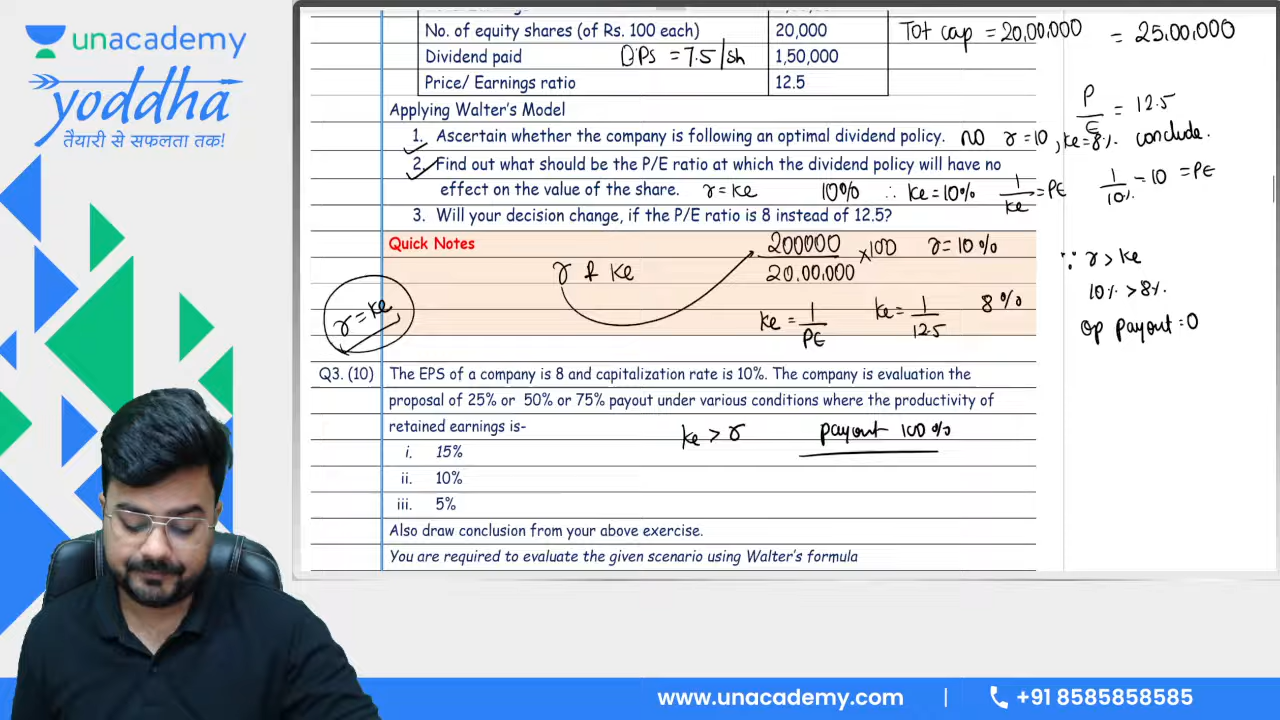 unacademy
yoddha
तैयारी से सफलता तक!
No. of equity shares (of Rs. 100 each) 20,000
Tot cap = 20,00,000 = 25,00,000
Dividend paid DPs = 7.5/sh 1,50,000
Price/ Earnings ratio 12.5
P/E = 12.5
Applying Walter's Model
1. Ascertain whether the company is following an optimal dividend policy. no r = 10, ke = 8% conclude.
2. Find out what should be the P/E ratio at which the dividend policy will have no
effect on the value of the share. r = ke 10% ∴ ke = 10% 1/ke = PE 1/10% = 10 = PE
3. Will your decision change, if the P/E ratio is 8 instead of 12.5?
Quick Notes
r & ke 200000/20,00,000 ×100 r = 10%
∵ r > ke
10% > 8%
op payout = 0
r = ke
ke = 1/PE ke = 1/12.5 8%
Q3. (10) The EPS of a company is 8 and capitalization rate is 10%. The company is evaluation the
proposal of 25% or 50% or 75% payout under various conditions where the productivity of
retained earnings is-
ke > r payout 100%
i. 15%
ii. 10%
iii. 5%
Also draw conclusion from your above exercise.
You are required to evaluate the given scenario using Walter's formula
www.unacademy.com | +91 8585858585